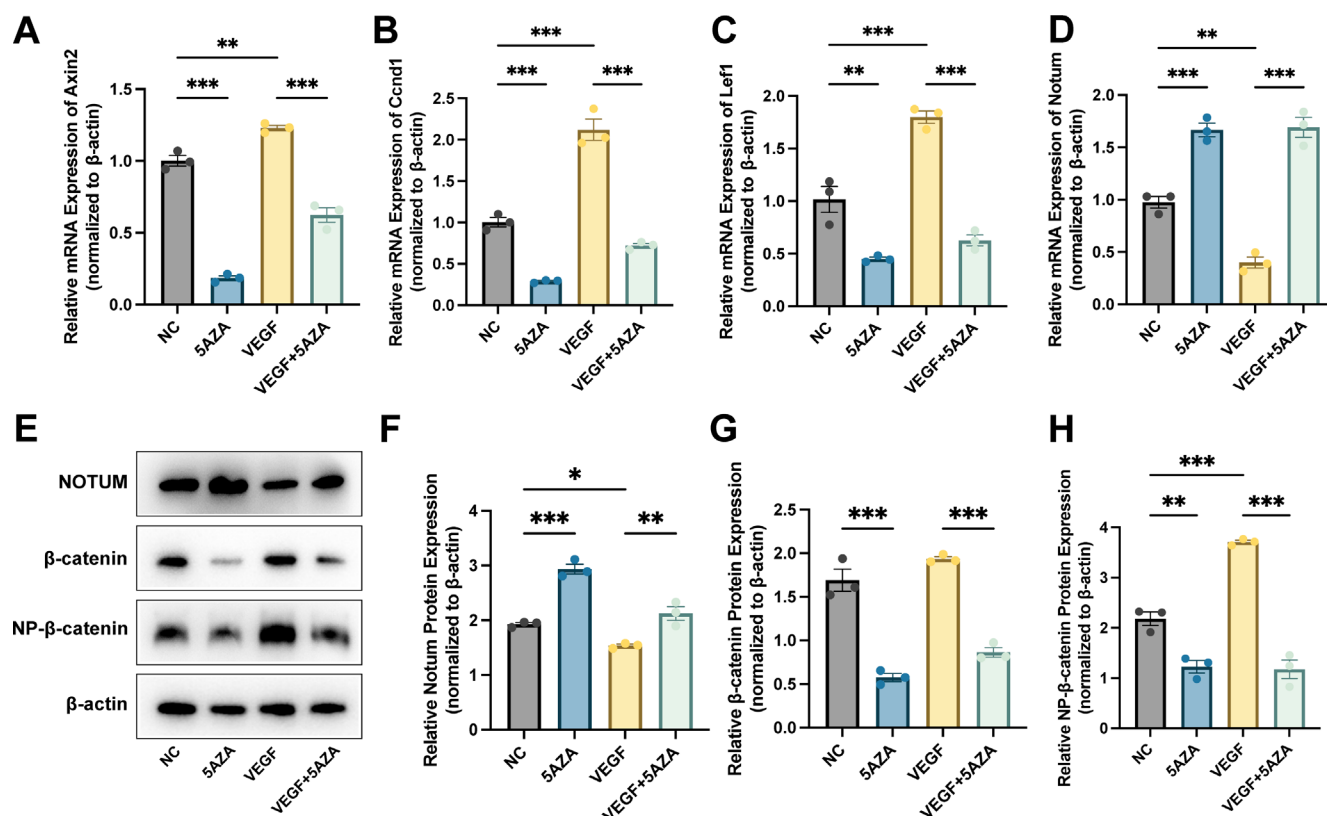 A
Relative mRNA Expression of Axin2
(normalized to β-actin)
1.5
1.0
0.5
0.0
**
***
***
NC
5AZA
VEGF
VEGF+5AZA
B
Relative mRNA Expression of Ccnd1
(normalized to β-actin)
2.5
2.0
1.5
1.0
0.5
0.0
***
***
***
NC
5AZA
VEGF
VEGF+5AZA
C
Relative mRNA Expression of Lef1
(normalized to β-actin)
2.0
1.5
1.0
0.5
0.0
***
**
***
NC
5AZA
VEGF
VEGF+5AZA
D
Relative mRNA Expression of Notum
(normalized to β-actin)
2.0
1.5
1.0
0.5
0.0
**
***
***
NC
5AZA
VEGF
VEGF+5AZA
E
NOTUM
β-catenin
NP-β-catenin
β-actin
NC
5AZA
VEGF
VEGF+5AZA
F
Relative Notum Protein Expression
(normalized to β-actin)
4
3
2
1
0
*
***
**
NC
5AZA
VEGF
VEGF+5AZA
G
Relative β-catenin Protein Expression
(normalized to β-actin)
2.5
2.0
1.5
1.0
0.5
0.0
***
***
NC
5AZA
VEGF
VEGF+5AZA
H
Relative NP-β-catenin Protein Expression
(normalized to β-actin)
4
3
2
1
0
***
**
***
NC
5AZA
VEGF
VEGF+5AZA